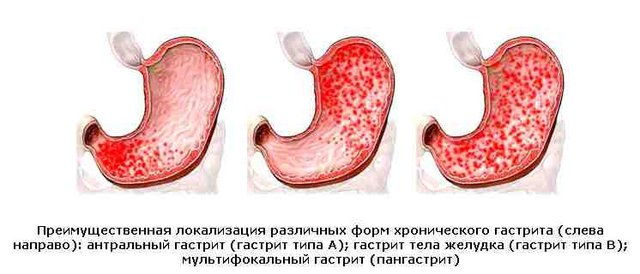 Преимущественная локализация различных форм хронического гастрита (слева
направо): антральный гастрит (гастрит типа А); гастрит тела желудка (гастрит типа В);
мультифокальный гастрит (пангастрит)